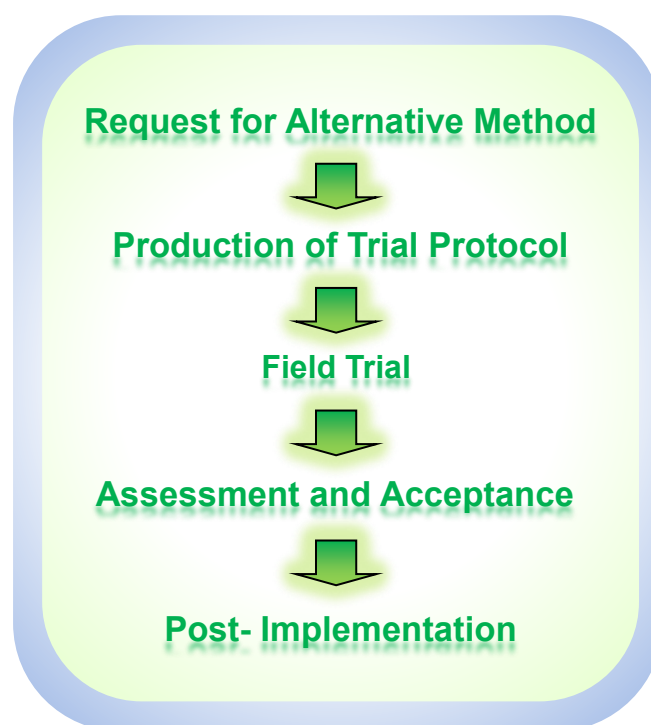 Request for Alternative Method
Production of Trial Protocol
Field Trial
Assessment and Acceptance
Post- Implementation